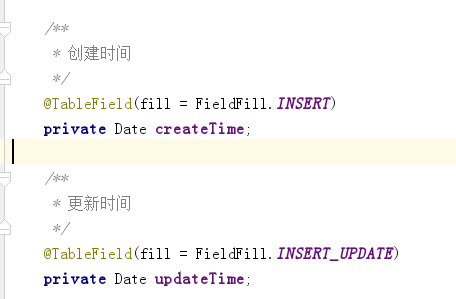 /**
 * 创建时间
 */
@TableField(fill = FieldFill.INSERT)
private Date createTime;
/**
 * 更新时间
 */
@TableField(fill = FieldFill.INSERT_UPDATE)
private Date updateTime;